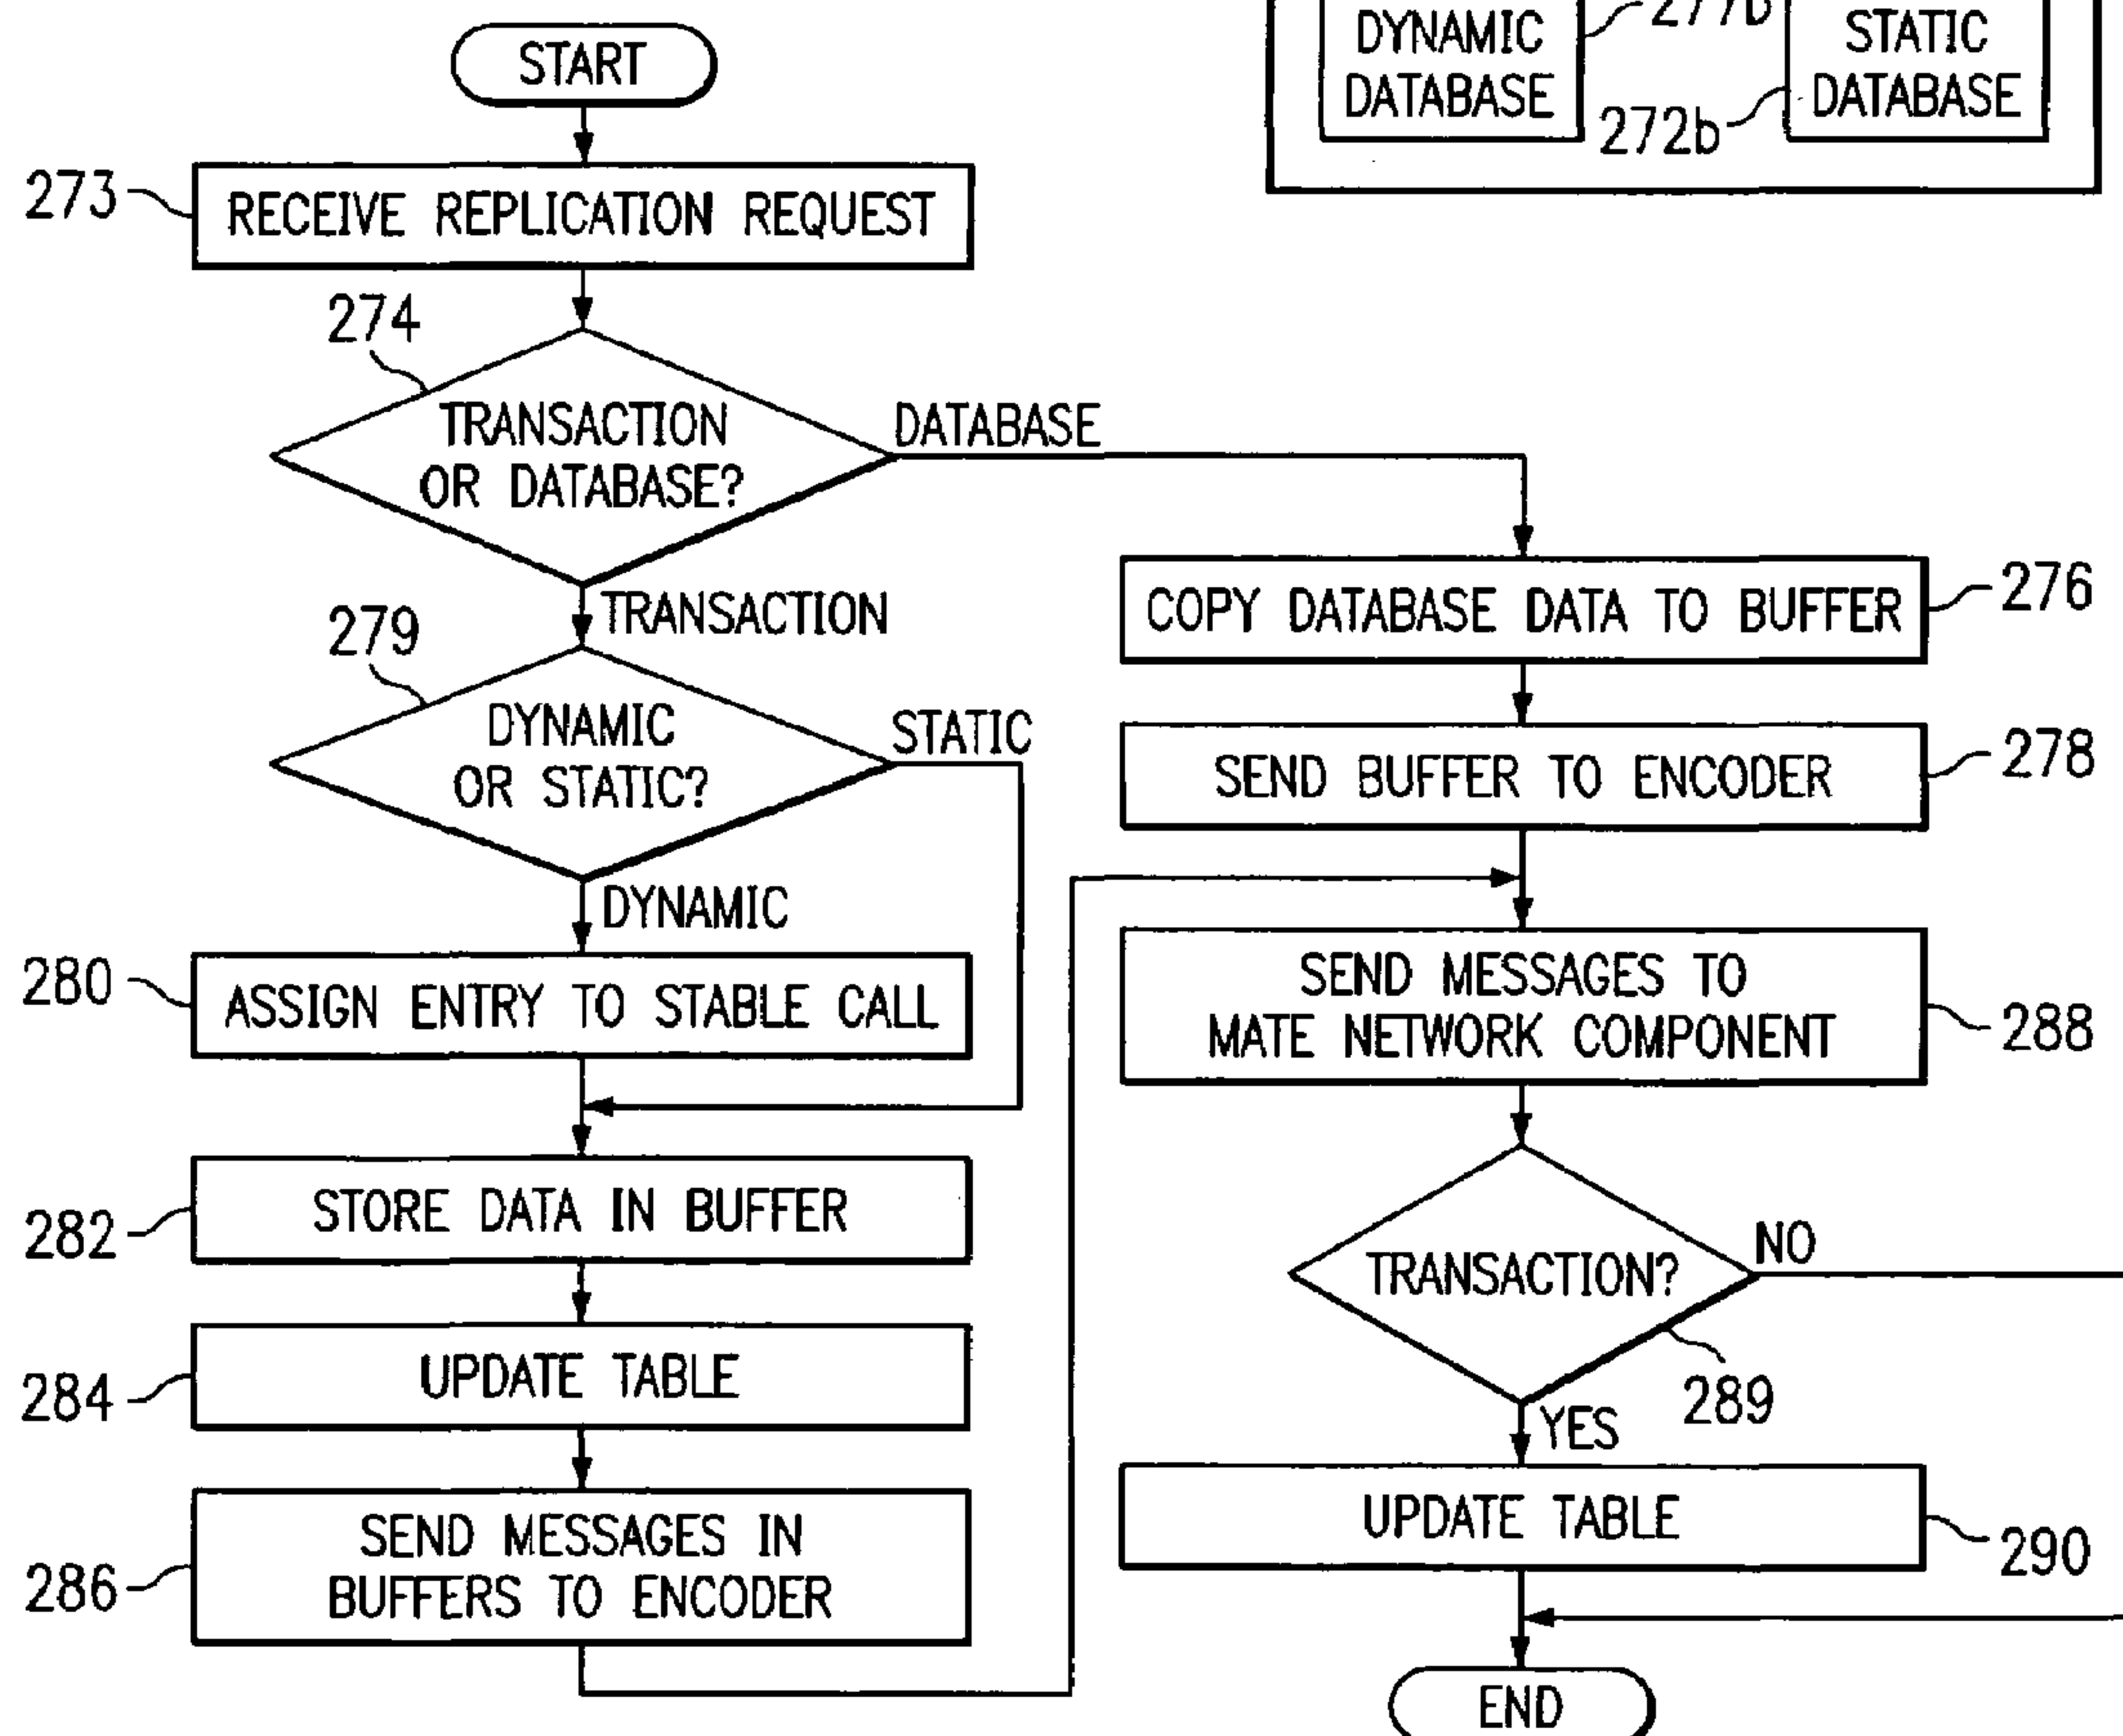 START
273
RECEIVE REPLICATION REQUEST
274
TRANSACTION
OR DATABASE?
DATABASE
TRANSACTION
279
DYNAMIC
OR STATIC?
STATIC
DYNAMIC
280
ASSIGN ENTRY TO STABLE CALL
282
STORE DATA IN BUFFER
284
UPDATE TABLE
286
SEND MESSAGES IN
BUFFERS TO ENCODER
DYNAMIC
DATABASE
277b
272b
STATIC
DATABASE
COPY DATABASE DATA TO BUFFER
276
SEND BUFFER TO ENCODER
278
SEND MESSAGES TO
MATE NETWORK COMPONENT
288
TRANSACTION?
NO
289
YES
UPDATE TABLE
290
END